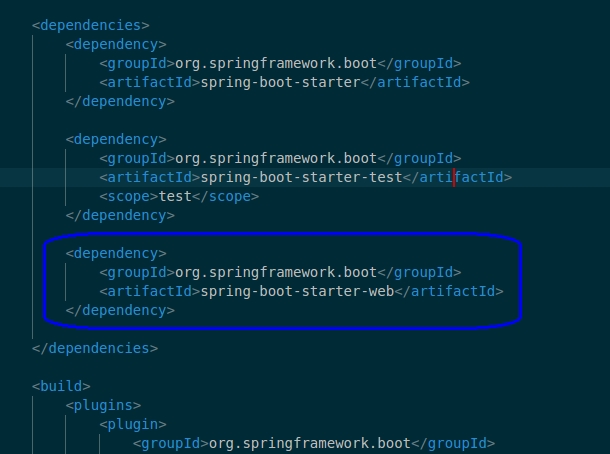 <dependencies>
<dependency>
<groupId>org.springframework.boot</groupId>
<artifactId>spring-boot-starter</artifactId>
</dependency>
<dependency>
<groupId>org.springframework.boot</groupId>
<artifactId>spring-boot-starter-test</artifactId>
<scope>test</scope>
</dependency>
<dependency>
<groupId>org.springframework.boot</groupId>
<artifactId>spring-boot-starter-web</artifactId>
</dependency>
</dependencies>
<build>
<plugins>
<plugin>
<groupId>org.springframework.boot</groupId>